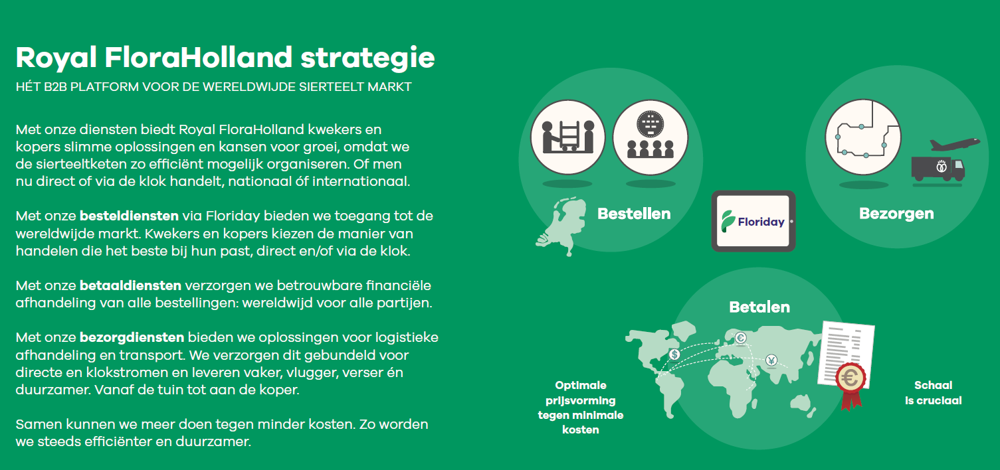 Royal FloraHolland strategie
HÉT B2B PLATFORM VOOR DE WERELDWIJDE SIERTEELT MARKT
Met onze diensten biedt Royal FloraHolland kwekers en
kopers slimme oplossingen en kansen voor groei, omdat we
de sierteeltketen zo efficiënt mogelijk organiseren. Of men
nu direct of via de klok handelt, nationaal óf internationaal.
Met onze besteldiensten via Floriday bieden we toegang tot de
wereldwijde markt. Kwekers en kopers kiezen de manier van
handelen die het beste bij hun past, direct en/of via de klok.
Met onze betaaldiensten verzorgen we betrouwbare financiële
afhandeling van alle bestellingen: wereldwijd voor alle partijen.
Met onze bezorgdiensten bieden we oplossingen voor logistieke
afhandeling en transport. We verzorgen dit gebundeld voor
directe en klokstromen en leveren vaker, vlugger, verser én
duurzamer. Vanaf de tuin tot aan de koper.
Samen kunnen we meer doen tegen minder kosten. Zo worden
we steeds efficiënter en duurzamer.
Bestellen
Floriday
Bezorgen
Betalen
$
€
¥
€
Optimale
prijsvorming
tegen minimale
kosten
Schaal
is cruciaal